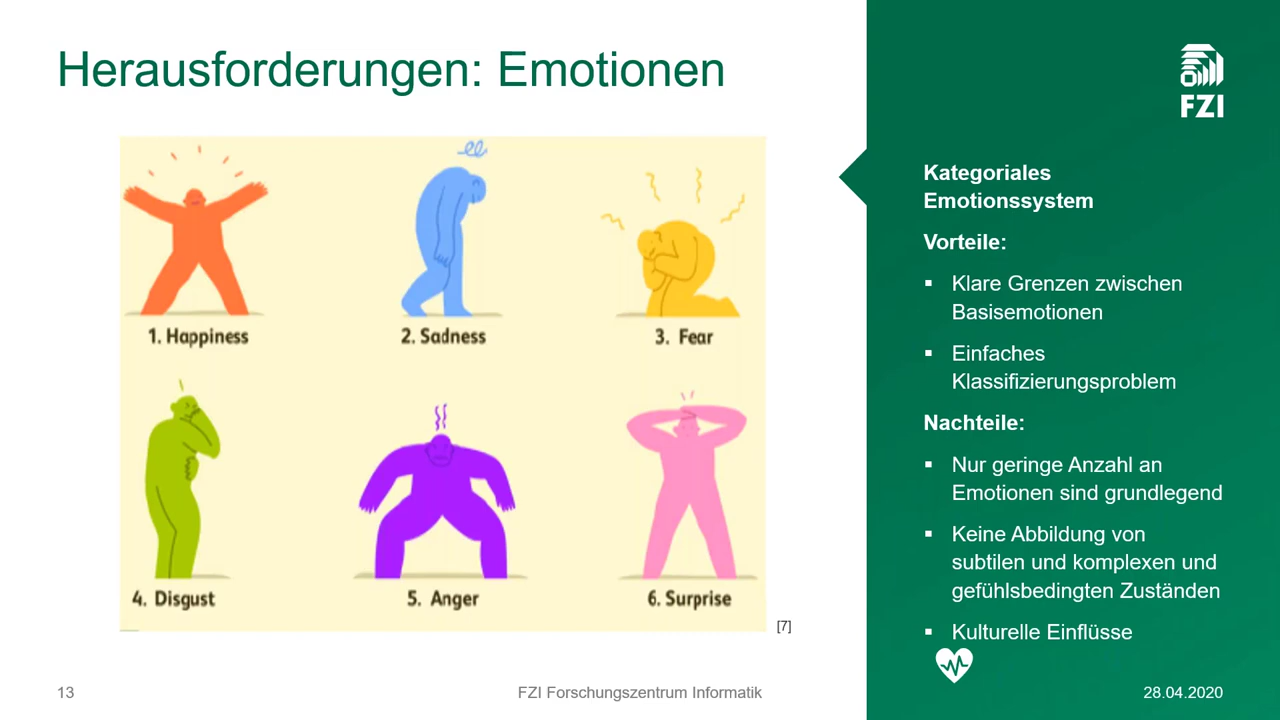 Herausforderungen: Emotionen
FZI
1. Happiness
2. Sadness
3. Fear
4. Disgust
5. Anger
6. Surprise
[7]
Kategoriales
Emotionssystem
Vorteile:
▪ Klare Grenzen zwischen
Basisemotionen
▪ Einfaches
Klassifizierungsproblem
Nachteile:
▪ Nur geringe Anzahl an
Emotionen sind grundlegend
▪ Keine Abbildung von
subtilen und komplexen und
gefühlsbedingten Zuständen
▪ Kulturelle Einflüsse
13
FZI Forschungszentrum Informatik
28.04.2020